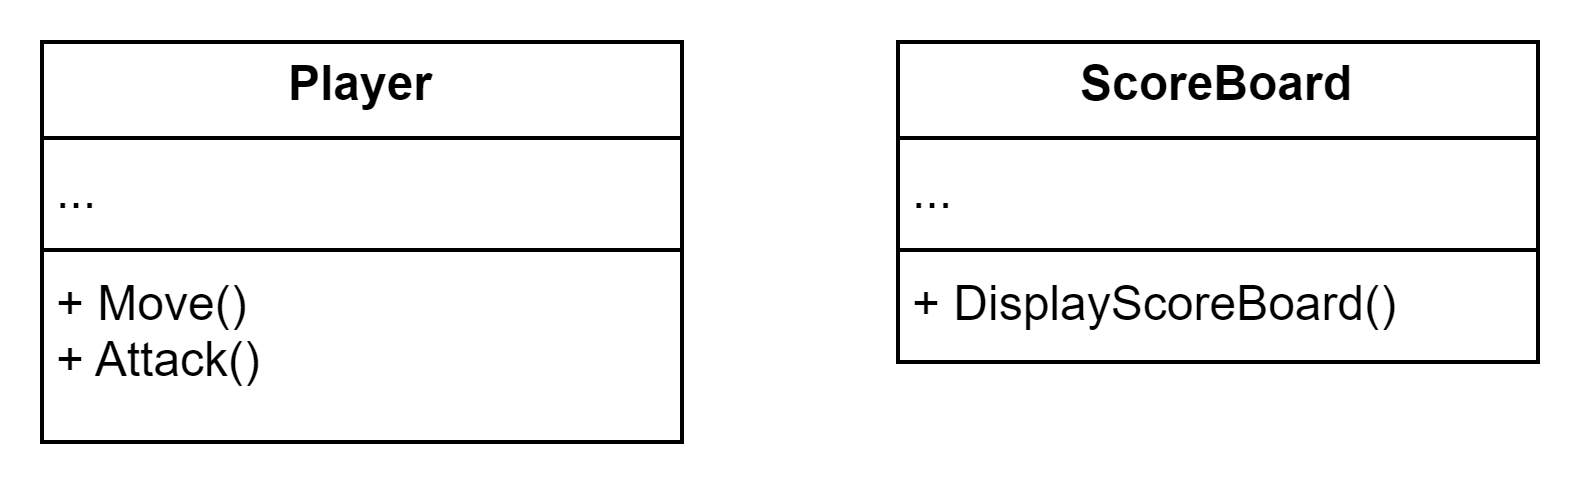 Player
...
+ Move()
+ Attack()
ScoreBoard
...
+ DisplayScoreBoard()